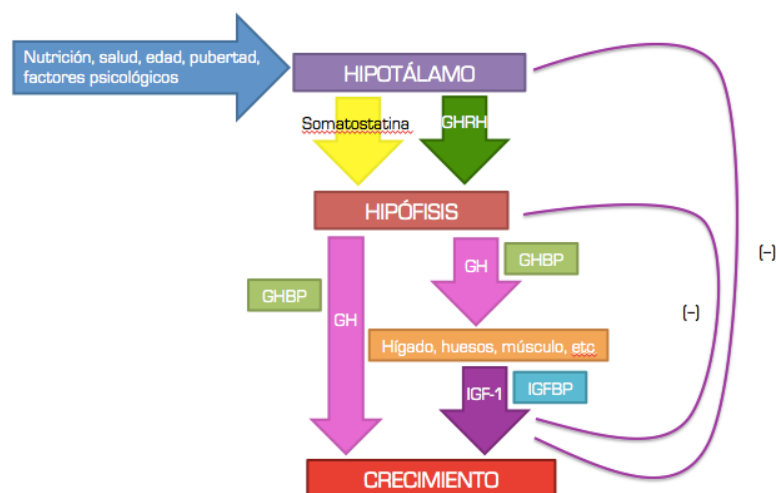 Nutrición, salud, edad, pubertad,
factores psicológicos
HIPOTÁLAMO
Somatostatina
GHRH
HIPÓFISIS
GHBP
GH
GH
GHBP
(-)
(-)
Hígado, huesos, músculo, etc
IGF-1
IGFBP
CRECIMIENTO